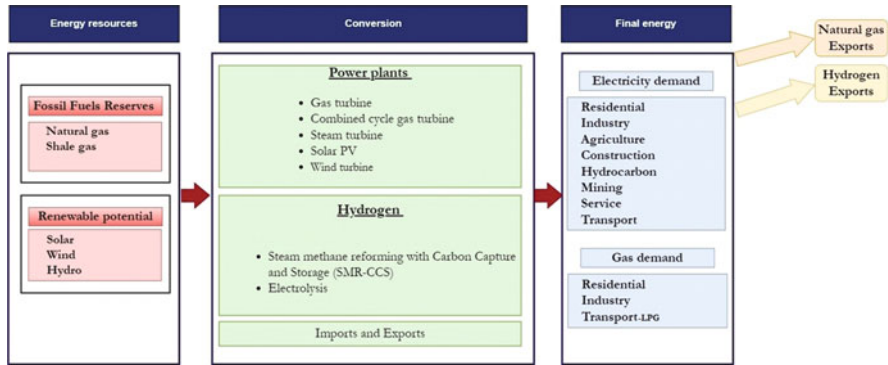 Energy resources
Fossil Fuels Reserves
Natural gas
Shale gas
Renewable potential
Solar
Wind
Hydro
Conversion
Power plants
• Gas turbine
• Combined cycle gas turbine
• Steam turbine
• Solar PV
• Wind turbine
Hydrogen
• Steam methane reforming with Carbon Capture
and Storage (SMR-CCS)
• Electrolysis
Imports and Exports
Final energy
Electricity demand
Residential
Industry
Agriculture
Construction
Hydrocarbon
Mining
Service
Transport
Gas demand
Residential
Industry
Transport-LPG
Natural gas
Exports
Hydrogen
Exports